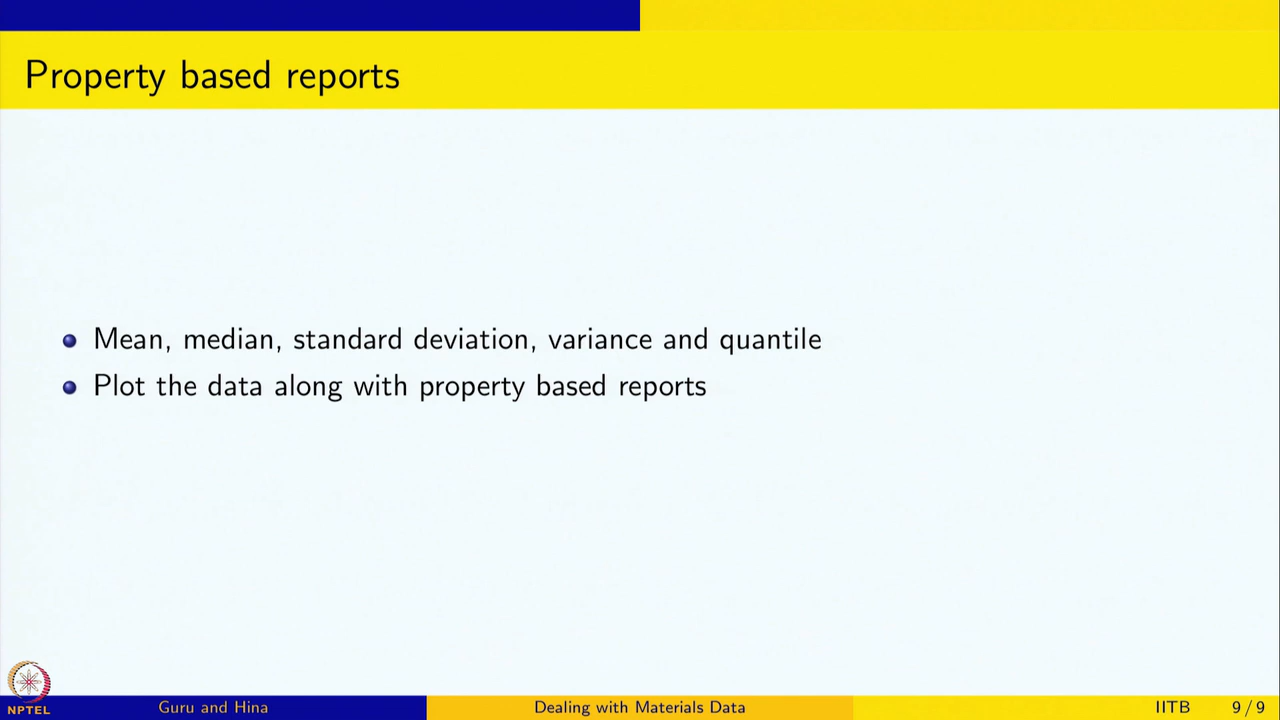 Property based reports
Mean, median, standard deviation, variance and quantile
Plot the data along with property based reports
NPTEL
Guru and Hina
Dealing with Materials Data
IITB
9 / 9